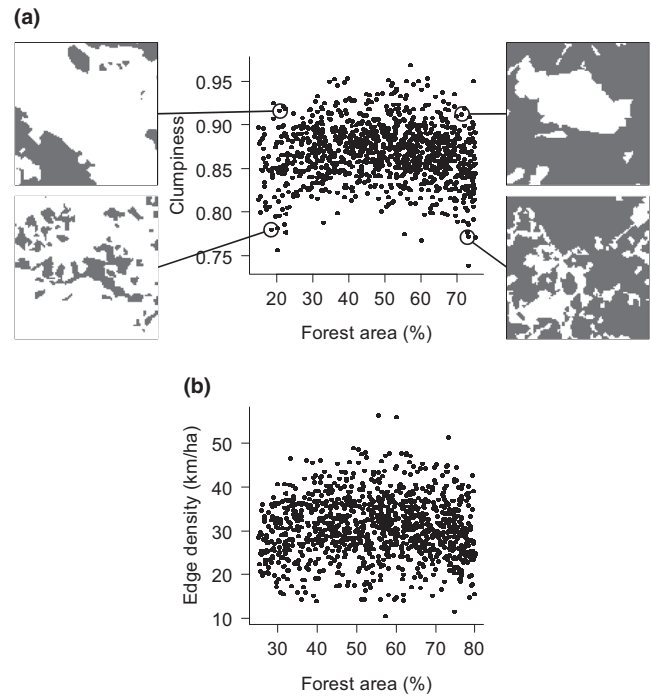 (a)
Clumpiness
0.95
0.90
0.85
0.80
0.75
20 30 40 50 60 70
Forest area (%)
(b)
Edge density (km/ha)
50
40
30
20
10
30 40 50 60 70 80
Forest area (%)